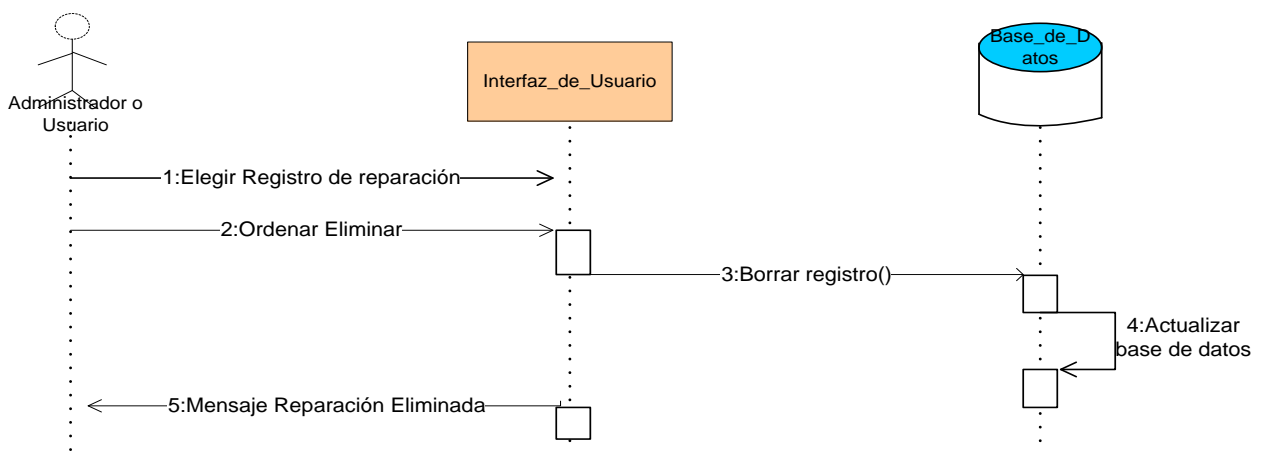 Base_de_D
atos
Interfaz_de_Usuario
Administrador o
Usuario
1:Elegir Registro de reparación
2:Ordenar Eliminar
3:Borrar registro()
4:Actualizar
base de datos
5:Mensaje Reparación Eliminada